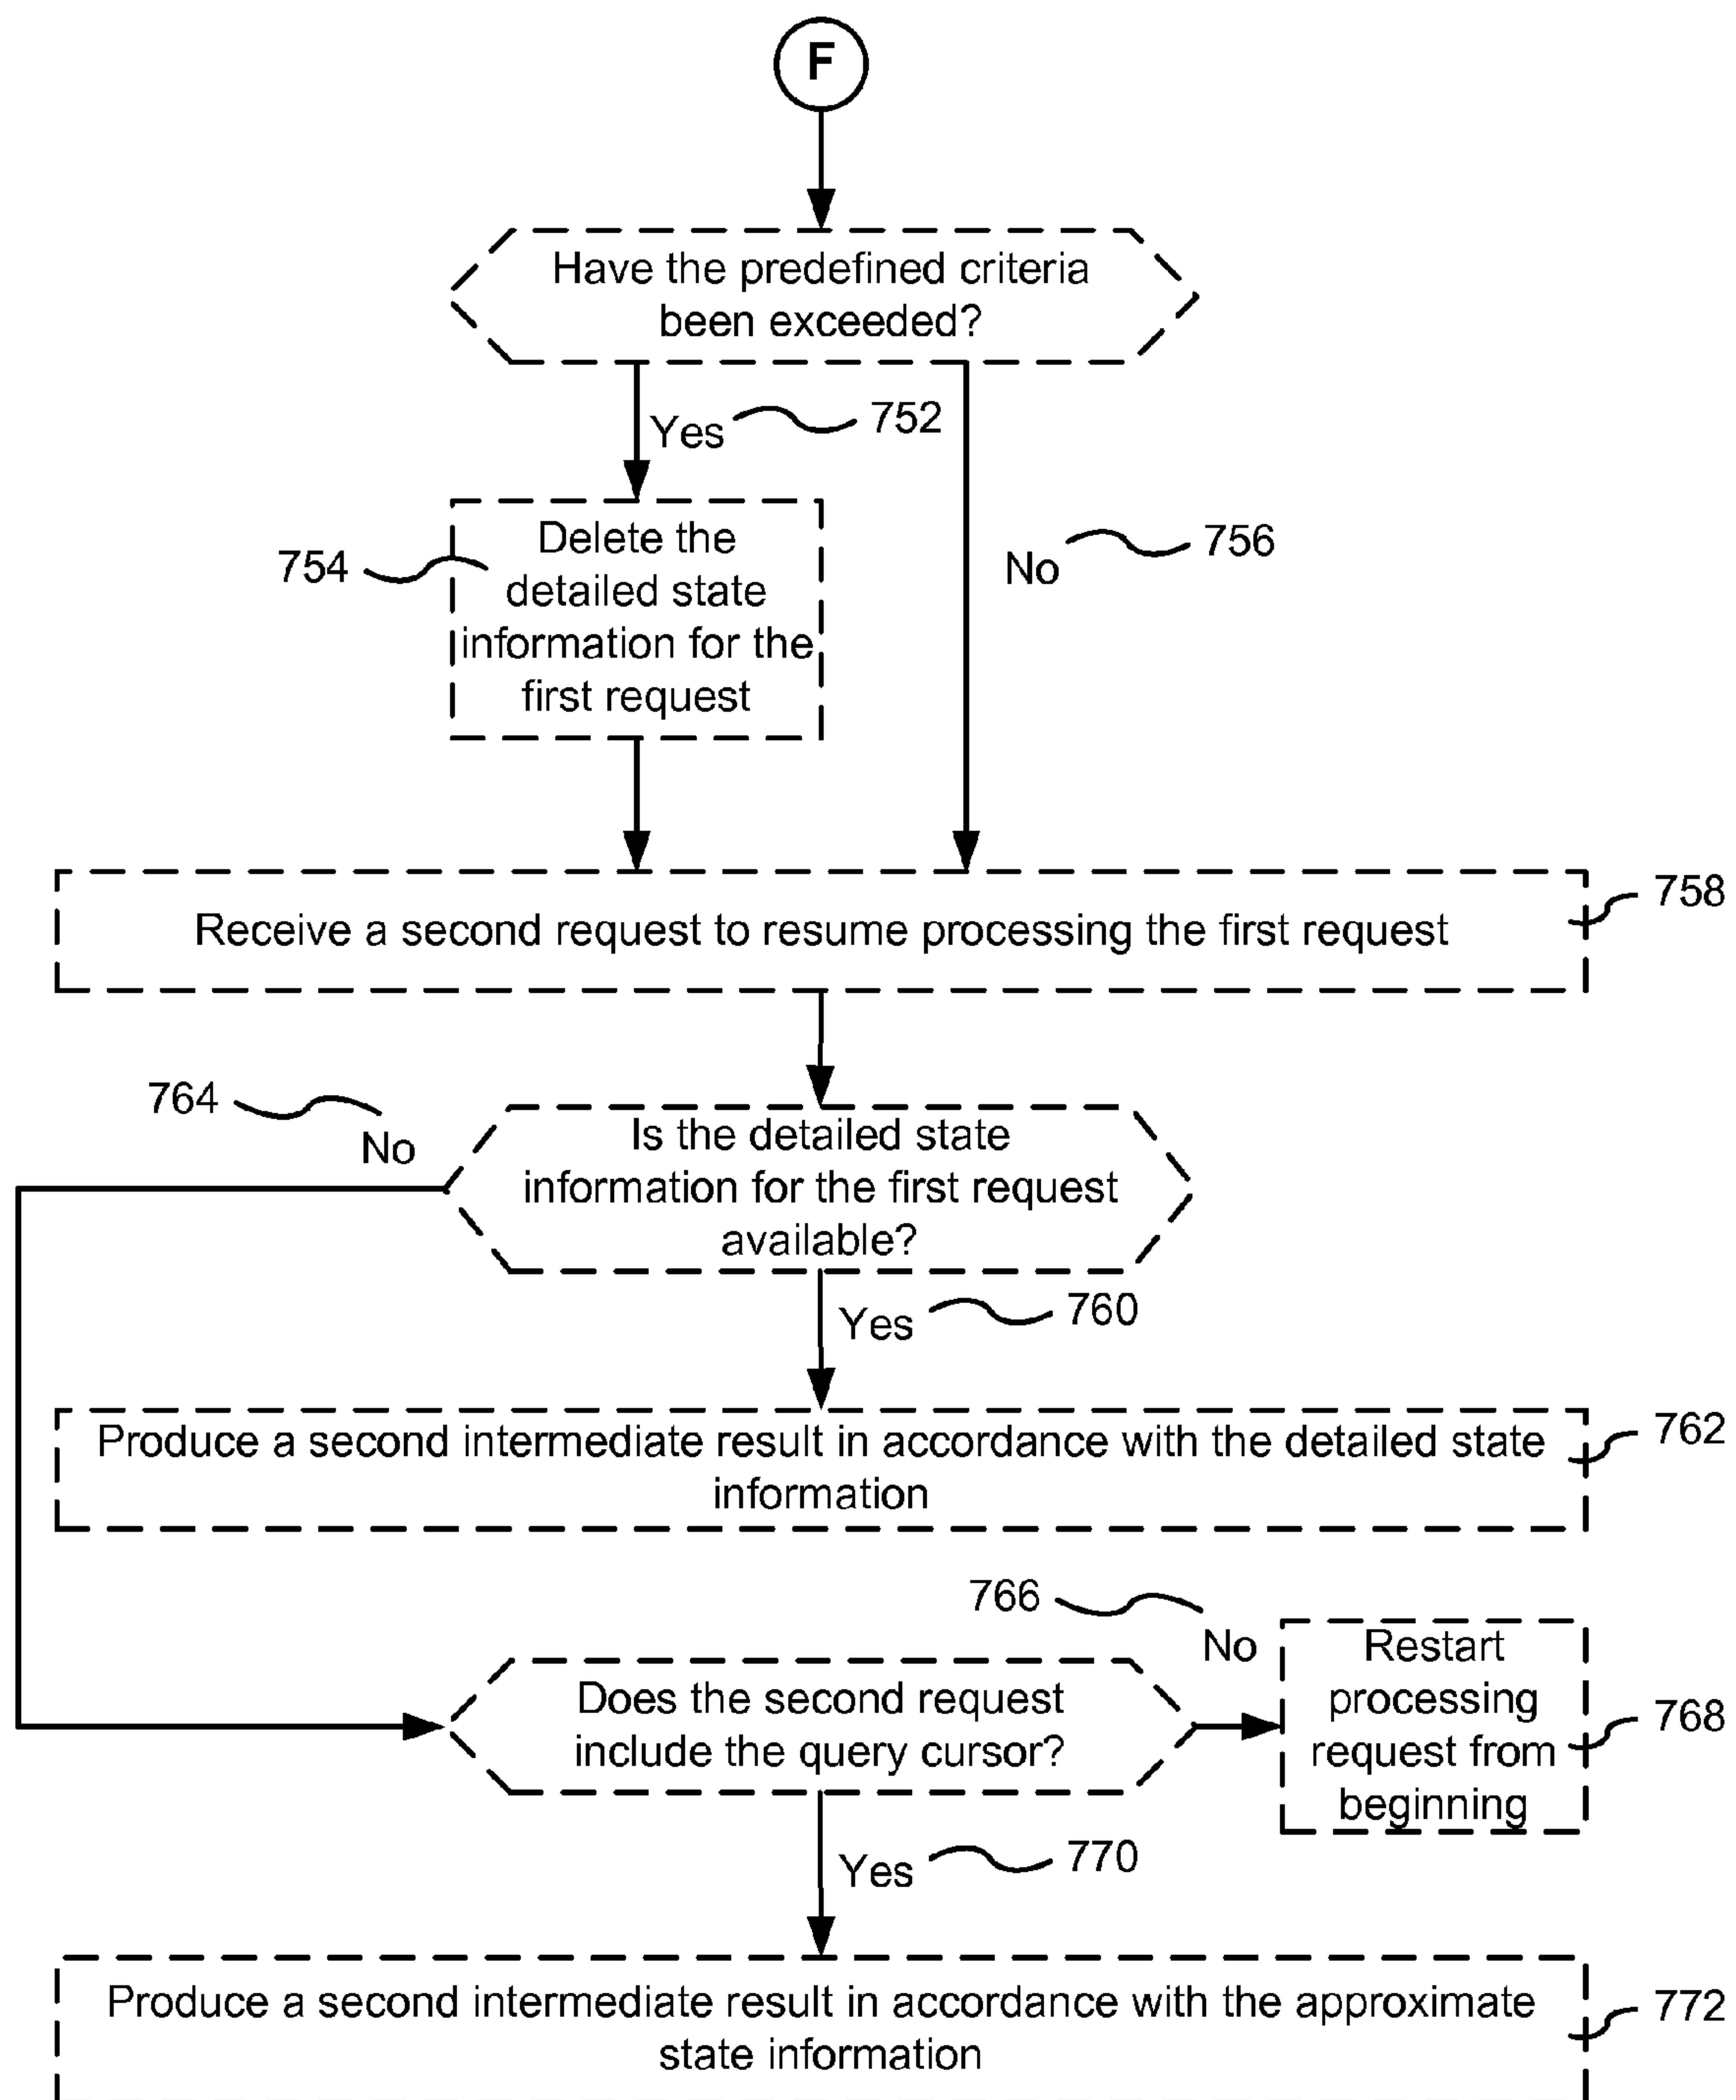 F
Have the predefined criteria
been exceeded?
Yes
752
Delete the
detailed state
information for the
first request
754
No
756
Receive a second request to resume processing the first request
758
764
No
Is the detailed state
information for the first request
available?
Yes
760
Produce a second intermediate result in accordance with the detailed state
information
762
766
No
Does the second request
include the query cursor?
Restart
processing
request from
beginning
768
Yes
770
Produce a second intermediate result in accordance with the approximate
state information
772